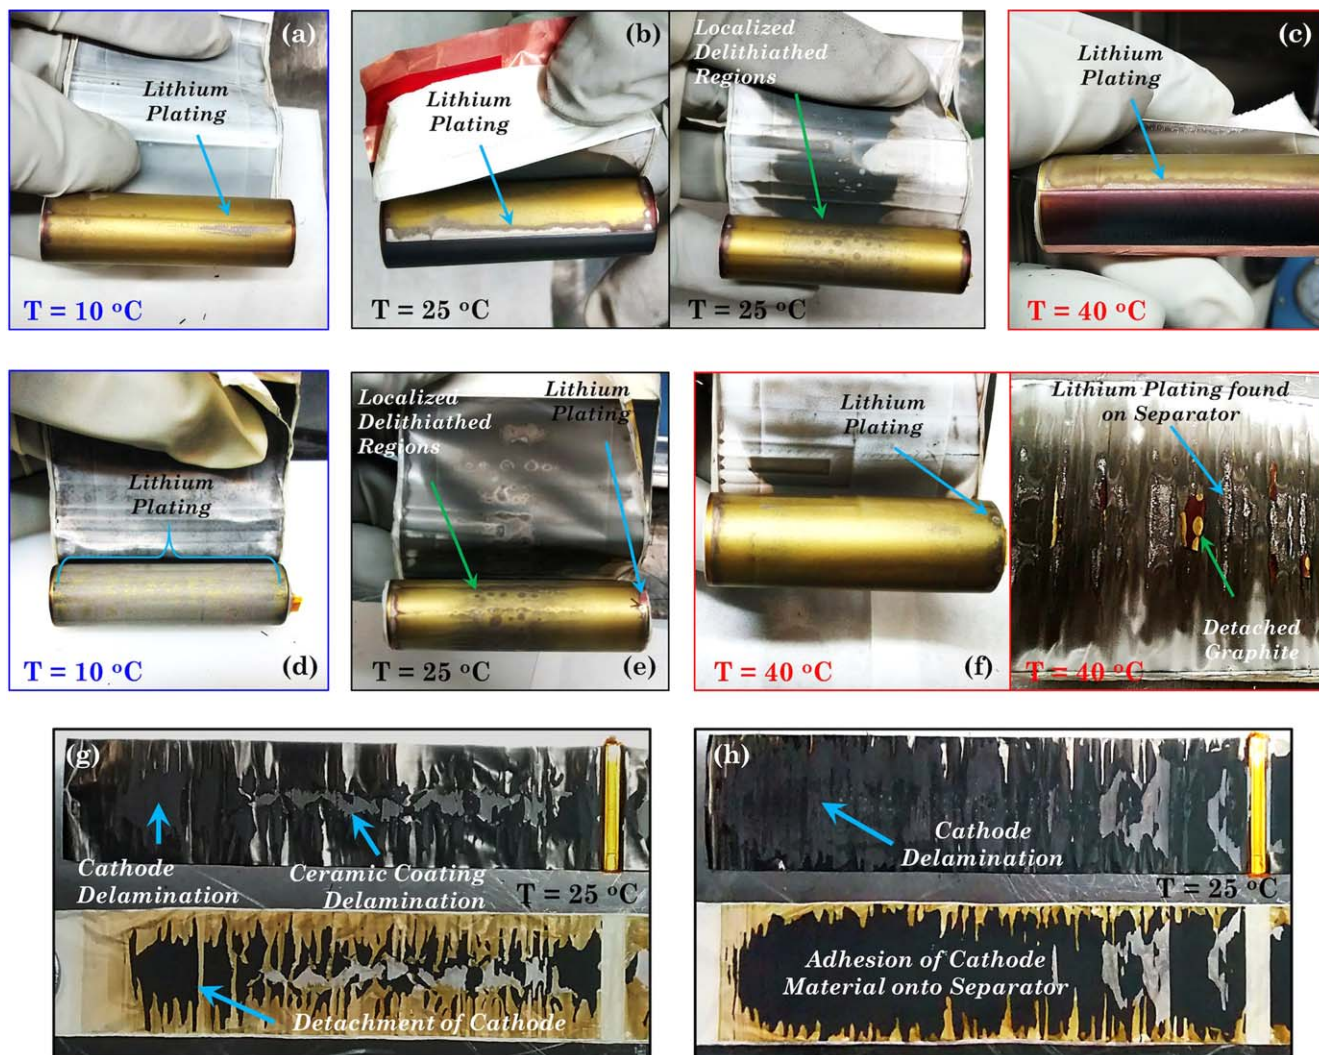 (a)
Lithium
Plating
T = 10 °C
(b)
Lithium
Plating
T = 25 °C
Localized
Delithiathed
Regions
T = 25 °C
(c)
Lithium
Plating
T = 40 °C
Lithium
Plating
(d)
T = 10 °C
Localized
Delithiathed
Regions
Lithium
Plating
T = 25 °C
(e)
Lithium
Plating
T = 40 °C
(f)
Lithium Plating found
on Separator
Detached
Graphite
T = 40 °C
(g)
Cathode
Delamination
Ceramic Coating
Delamination
T = 25 °C
Detachment of Cathode
(h)
Cathode
Delamination
T = 25 °C
Adhesion of Cathode
Material onto Separator